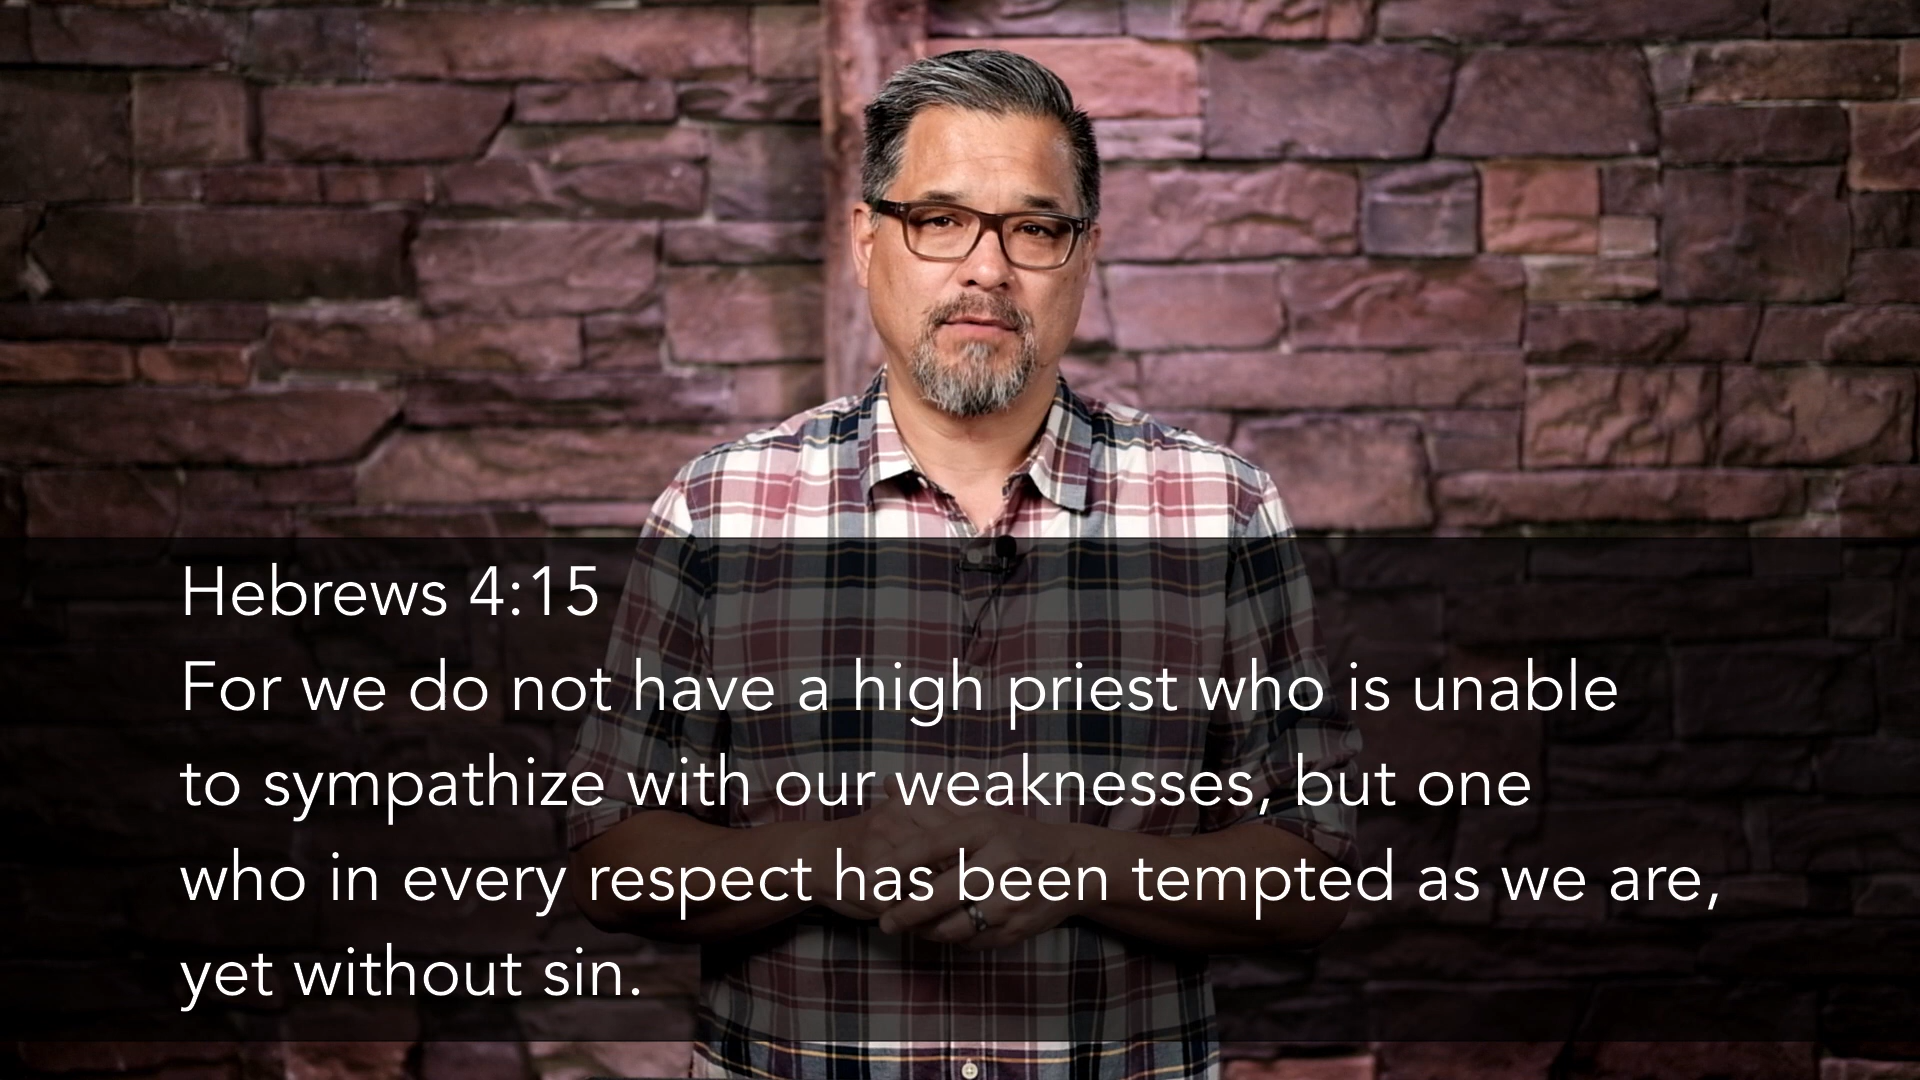 Hebrews 4:15
For we do not have a high priest who is unable
to sympathize with our weaknesses, but one
who in every respect has been tempted as we are,
yet without sin.